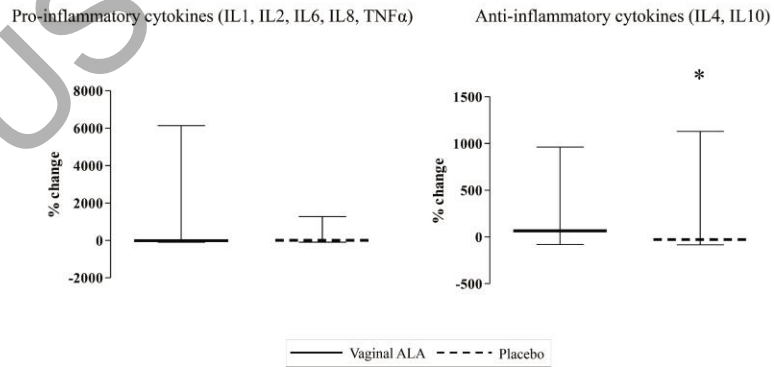 Pro-inflammatory cytokines (IL1, IL2, IL6, IL8, TNFα)
Anti-inflammatory cytokines (IL4, IL10)
US
% change
8000
6000
4000
2000
0
-2000
% change
1500
1000
500
0
-500
*
Vaginal ALA
Placebo